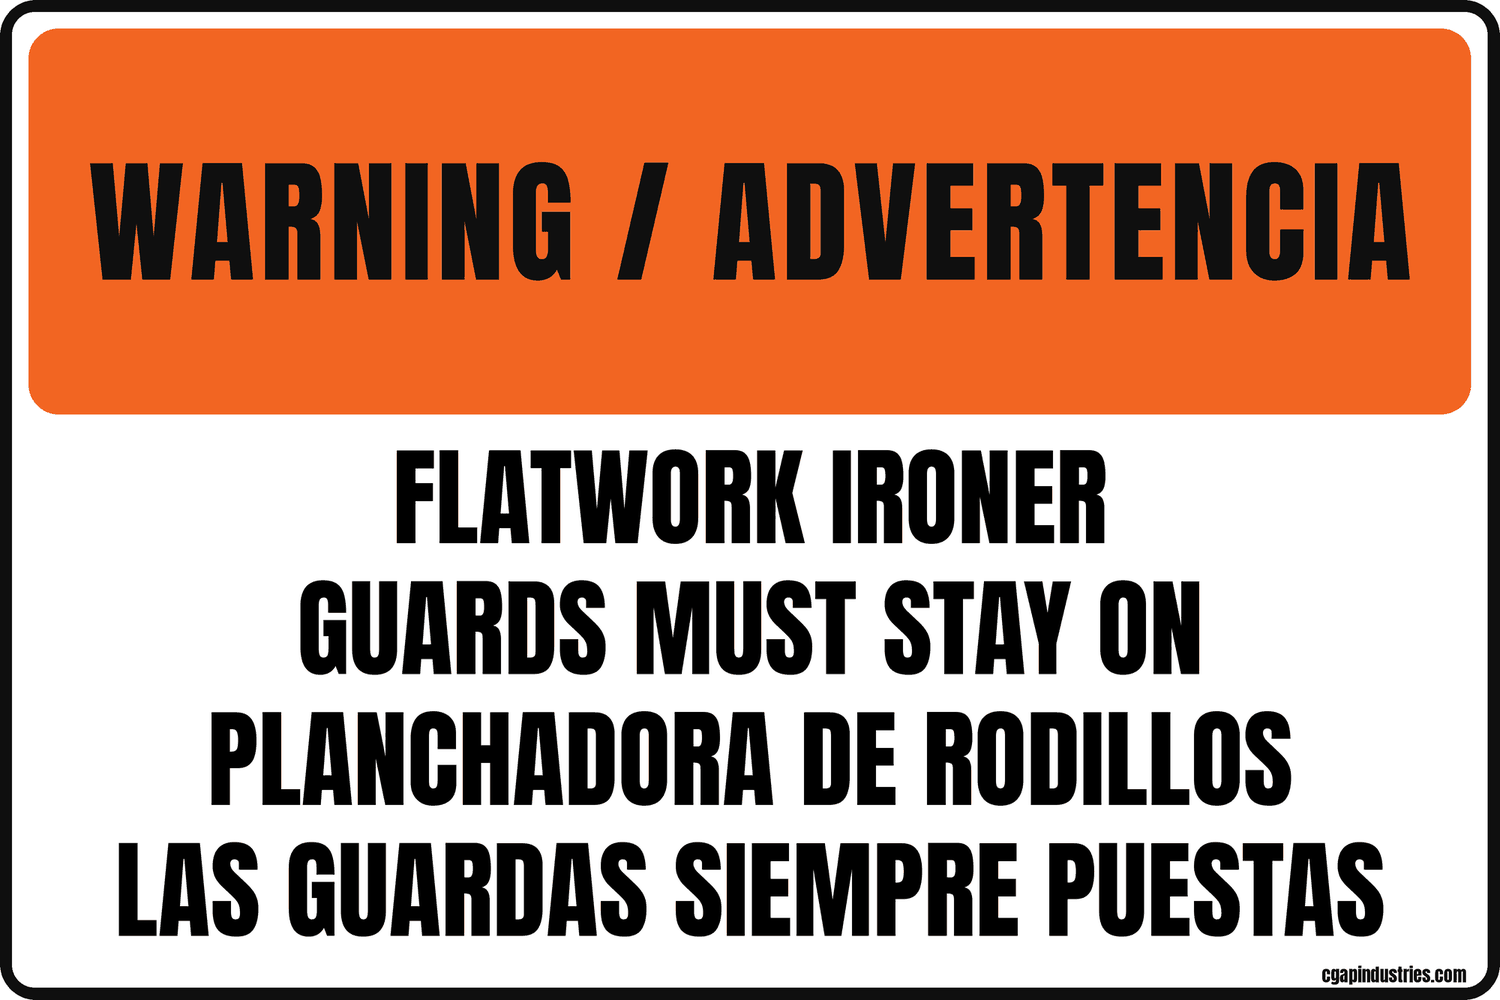 WARNING / ADVERTENCIA
FLATWORK IRONER
GUARDS MUST STAY ON
PLANCHADORA DE RODILLOS
LAS GUARDAS SIEMPRE PUESTAS
cgapindustries.com